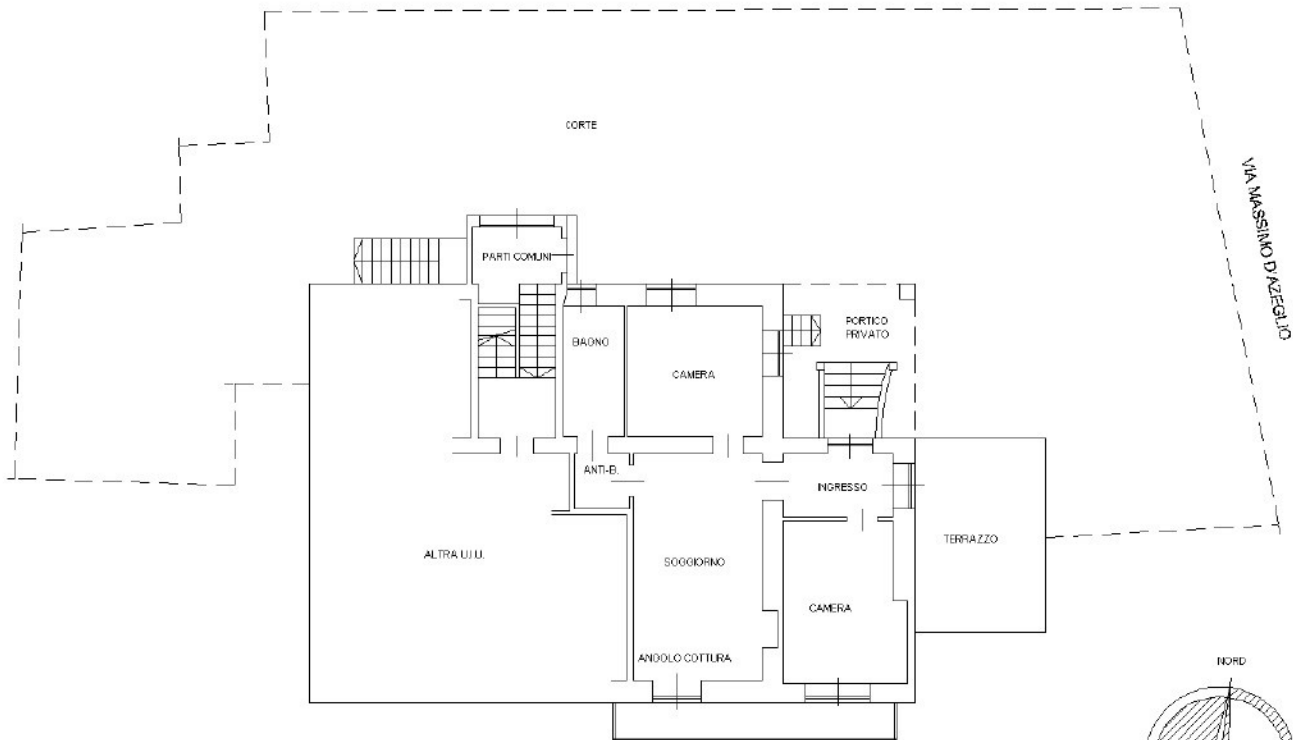 CORTE
VIA MASSIMO D'AZEGLIO
PARTI COMUNI
PORTICO
PRIVATO
BAGNO
CAMERA
ANTI-B.
INGRESSO
TERRAZZO
ALTRA U.I.U.
SOGGIORNO
CAMERA
ANGOLO COTTURA
NORD